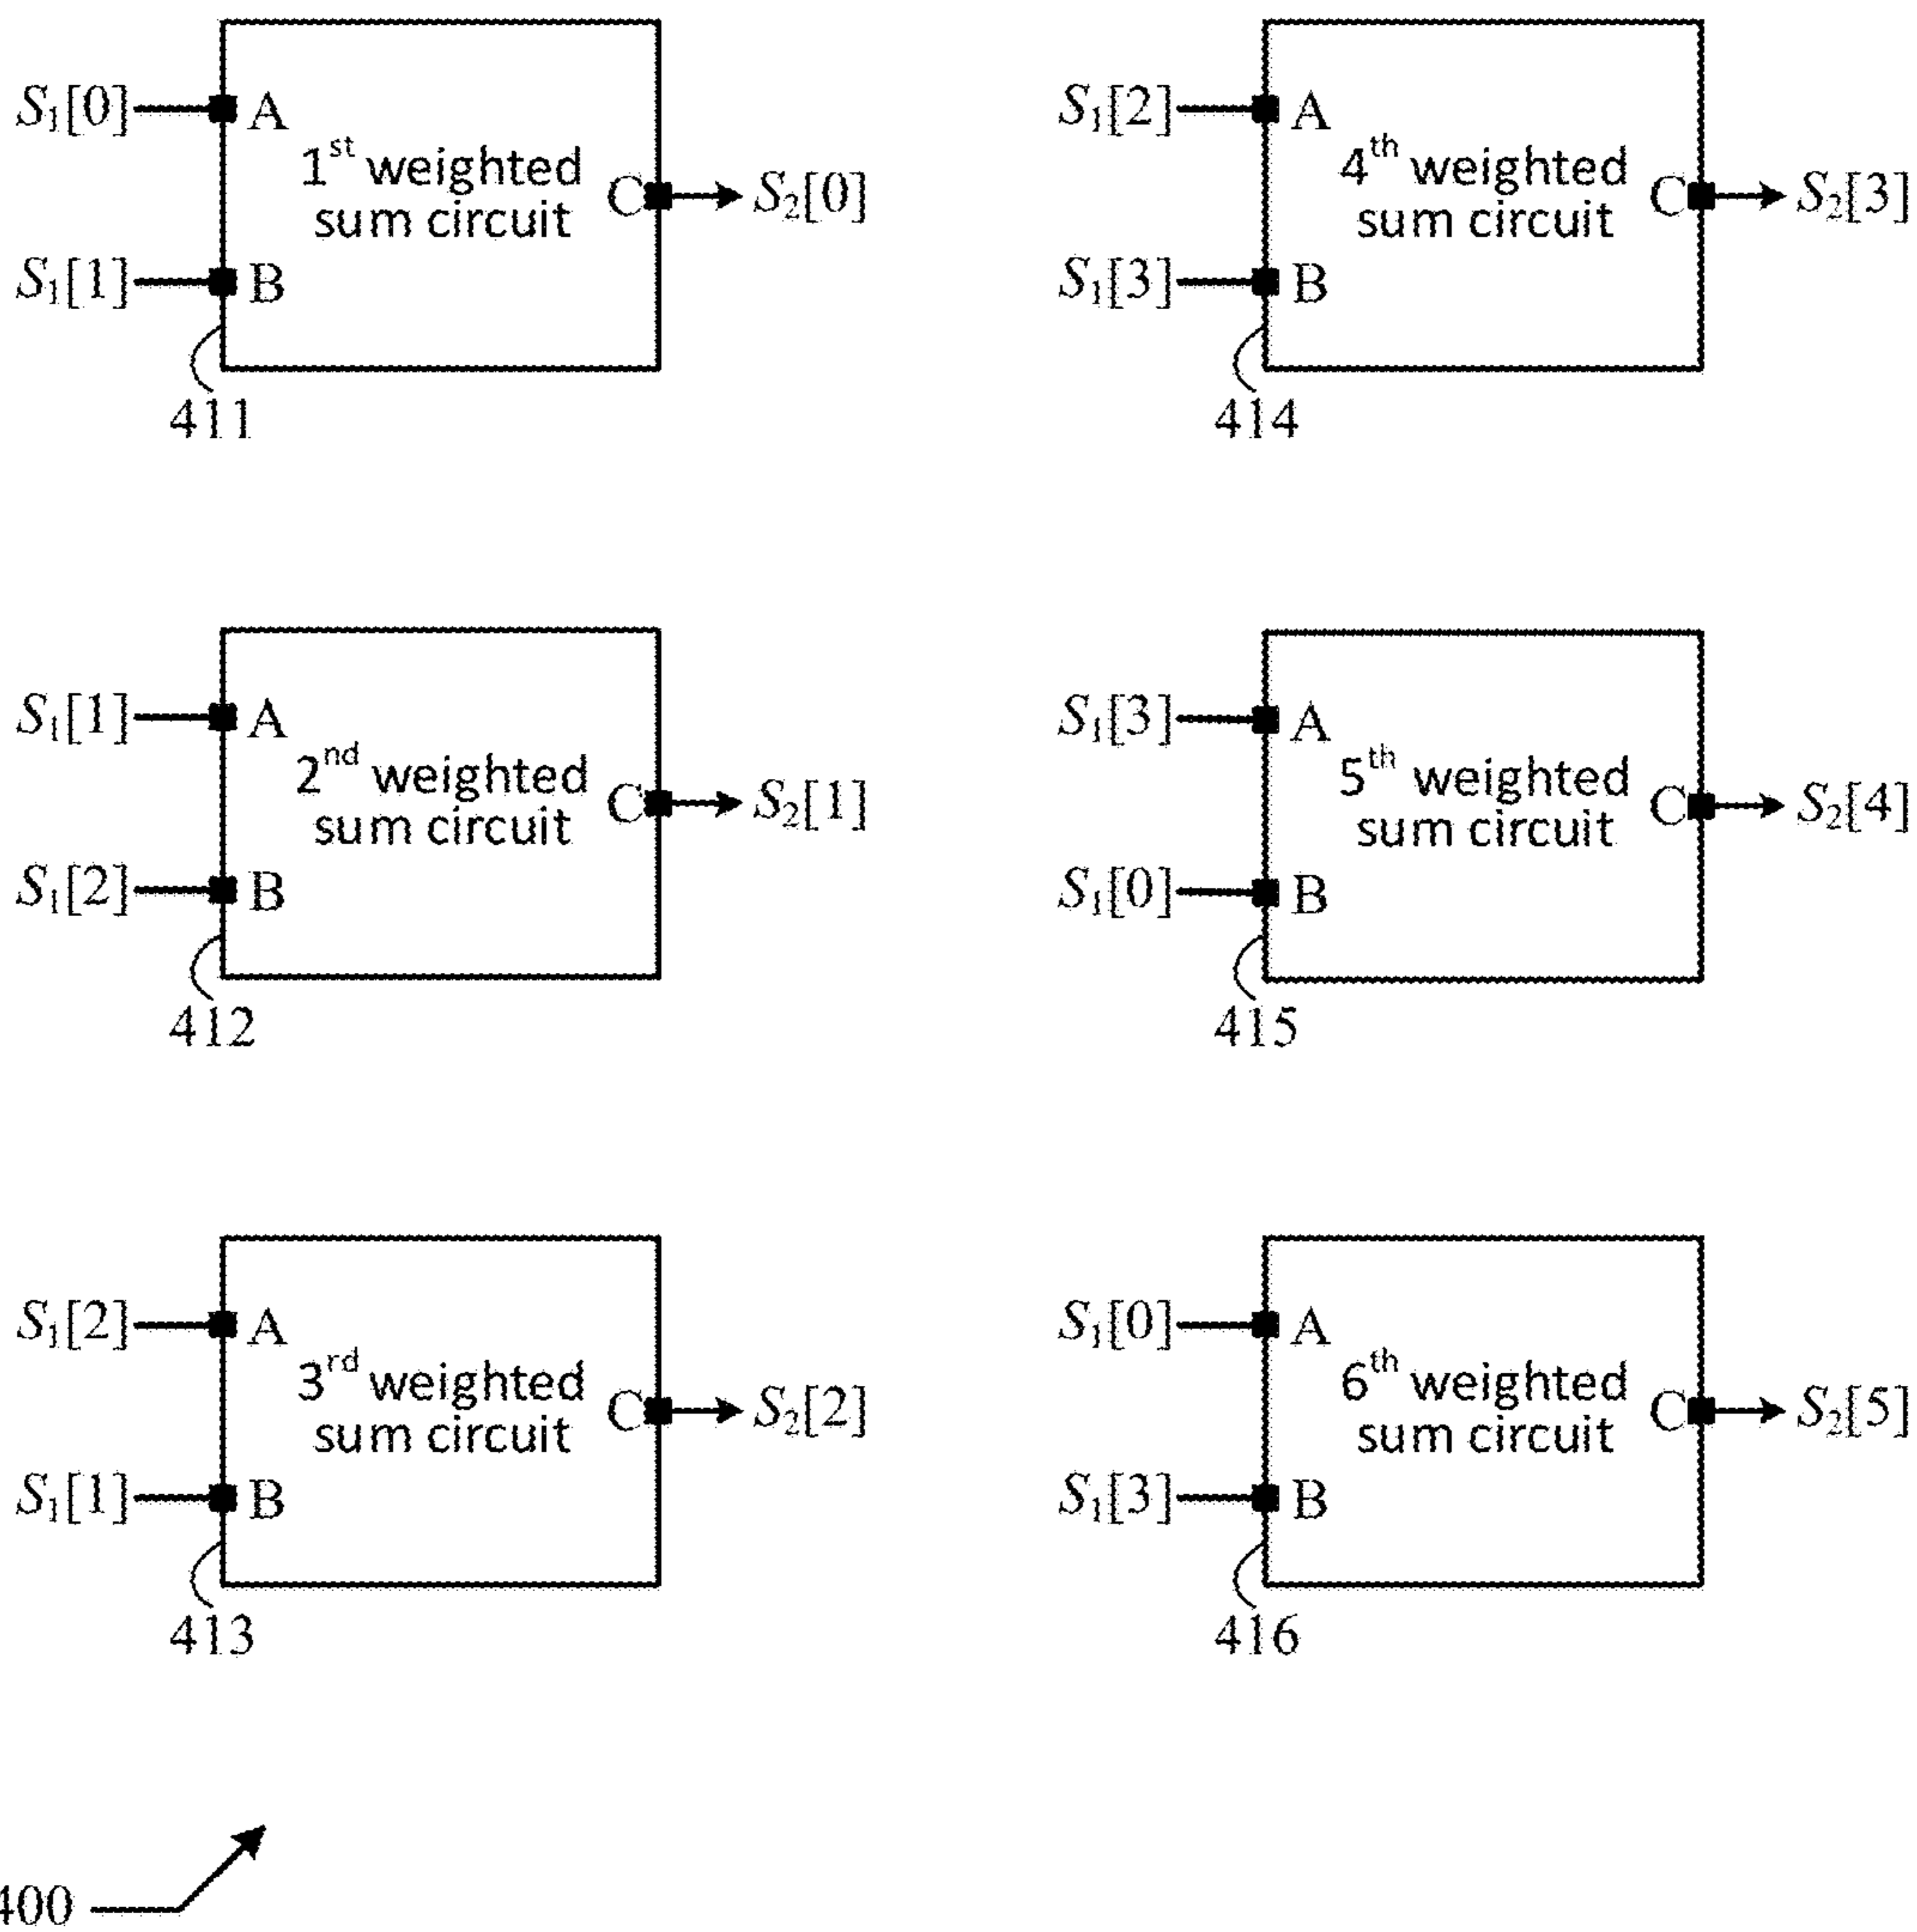 S₁[0] A
1st weighted
sum circuit
C S₂[0]
S₁[1] B
411
S₁[2] A
4th weighted
sum circuit
C S₂[3]
S₁[3] B
414
S₁[1] A
2nd weighted
sum circuit
C S₂[1]
S₁[2] B
412
S₁[3] A
5th weighted
sum circuit
C S₂[4]
S₁[0] B
415
S₁[2] A
3rd weighted
sum circuit
C S₂[2]
S₁[1] B
413
S₁[0] A
6th weighted
sum circuit
C S₂[5]
S₁[3] B
416
400